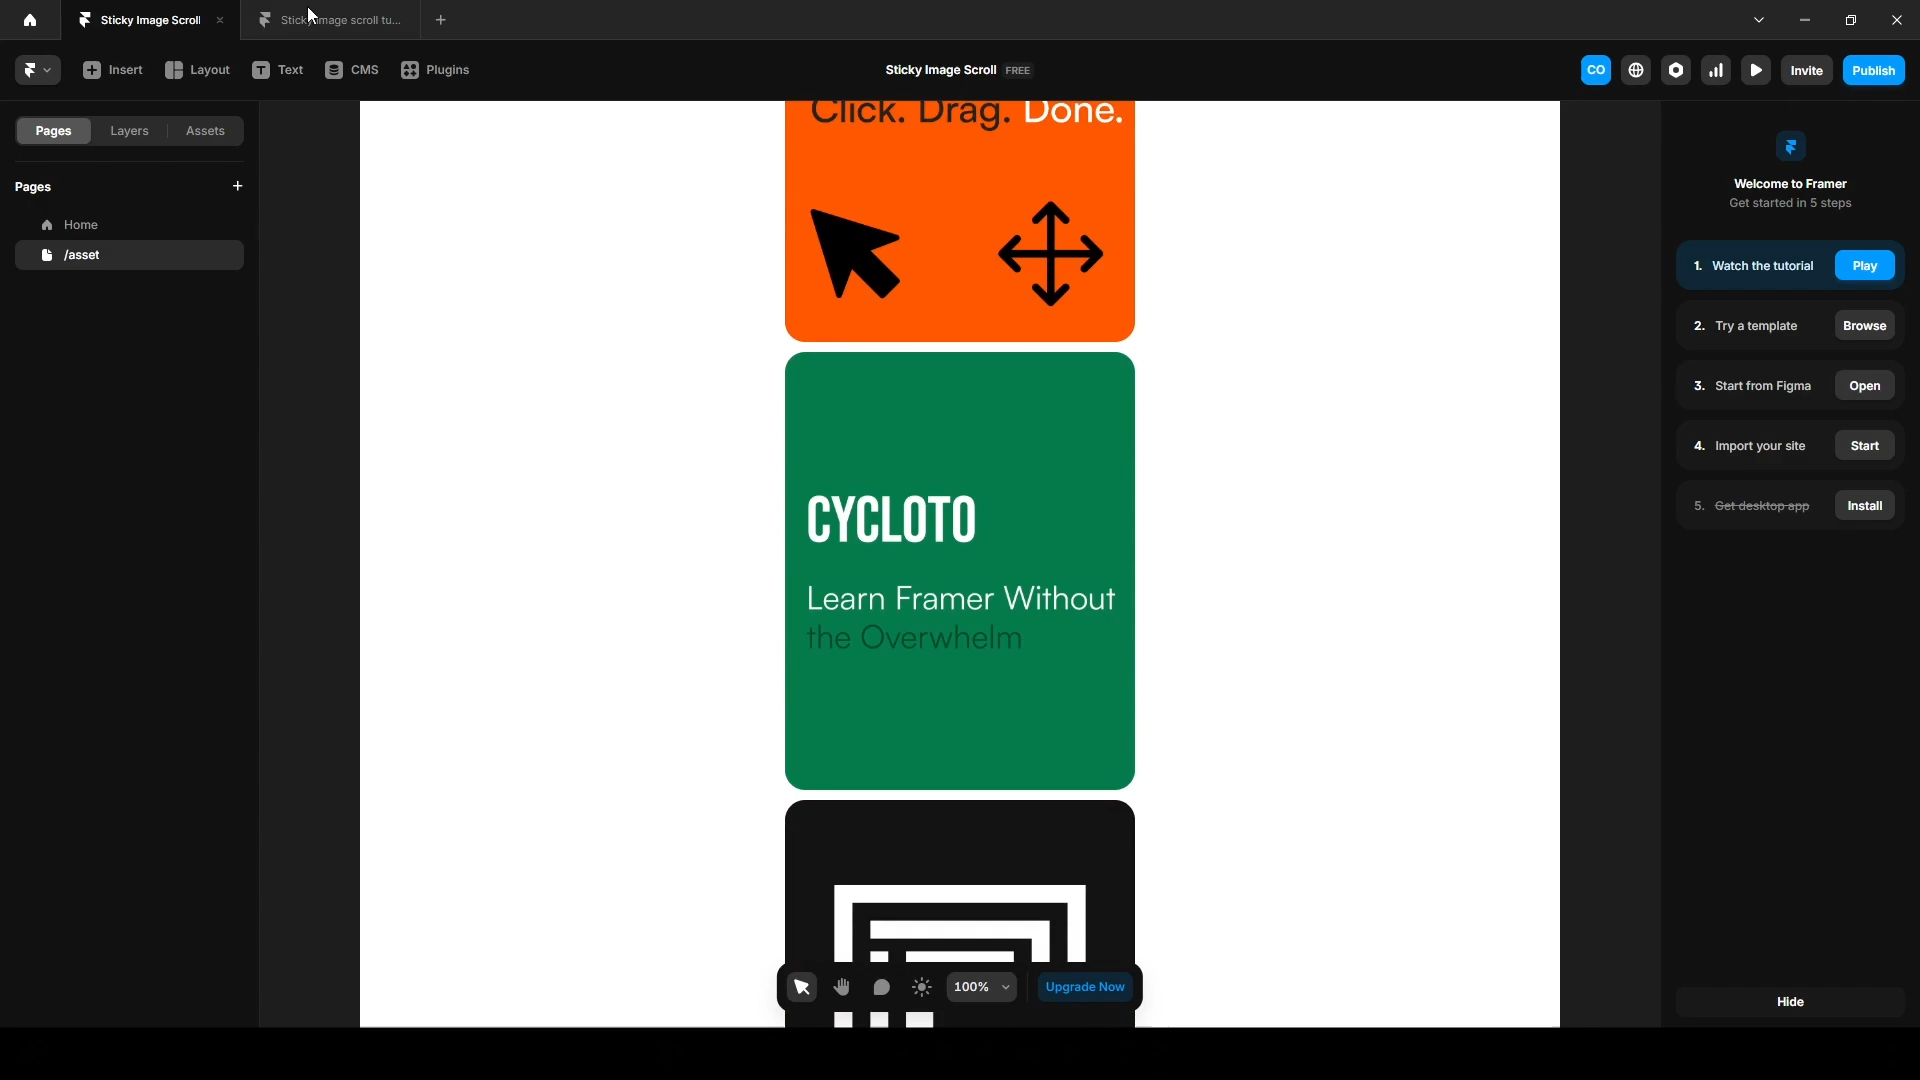 Sticky Image Scroll
Stick mage scroll tu...
Insert
Layout
Text
CMS
Plugins
Sticky Image Scroll FREE
CO
Invite
Publish
Pages
Layers
Assets
Pages
Home
/asset
Click. Drag. Done.
CYCLOTO
Learn Framer Without
the Overwhelm
100%
Upgrade Now
Welcome to Framer
Get started in 5 steps
1. Watch the tutorial Play
2. Try a template Browse
3. Start from Figma Open
4. Import your site Start
5. Get desktop app Install
Hide